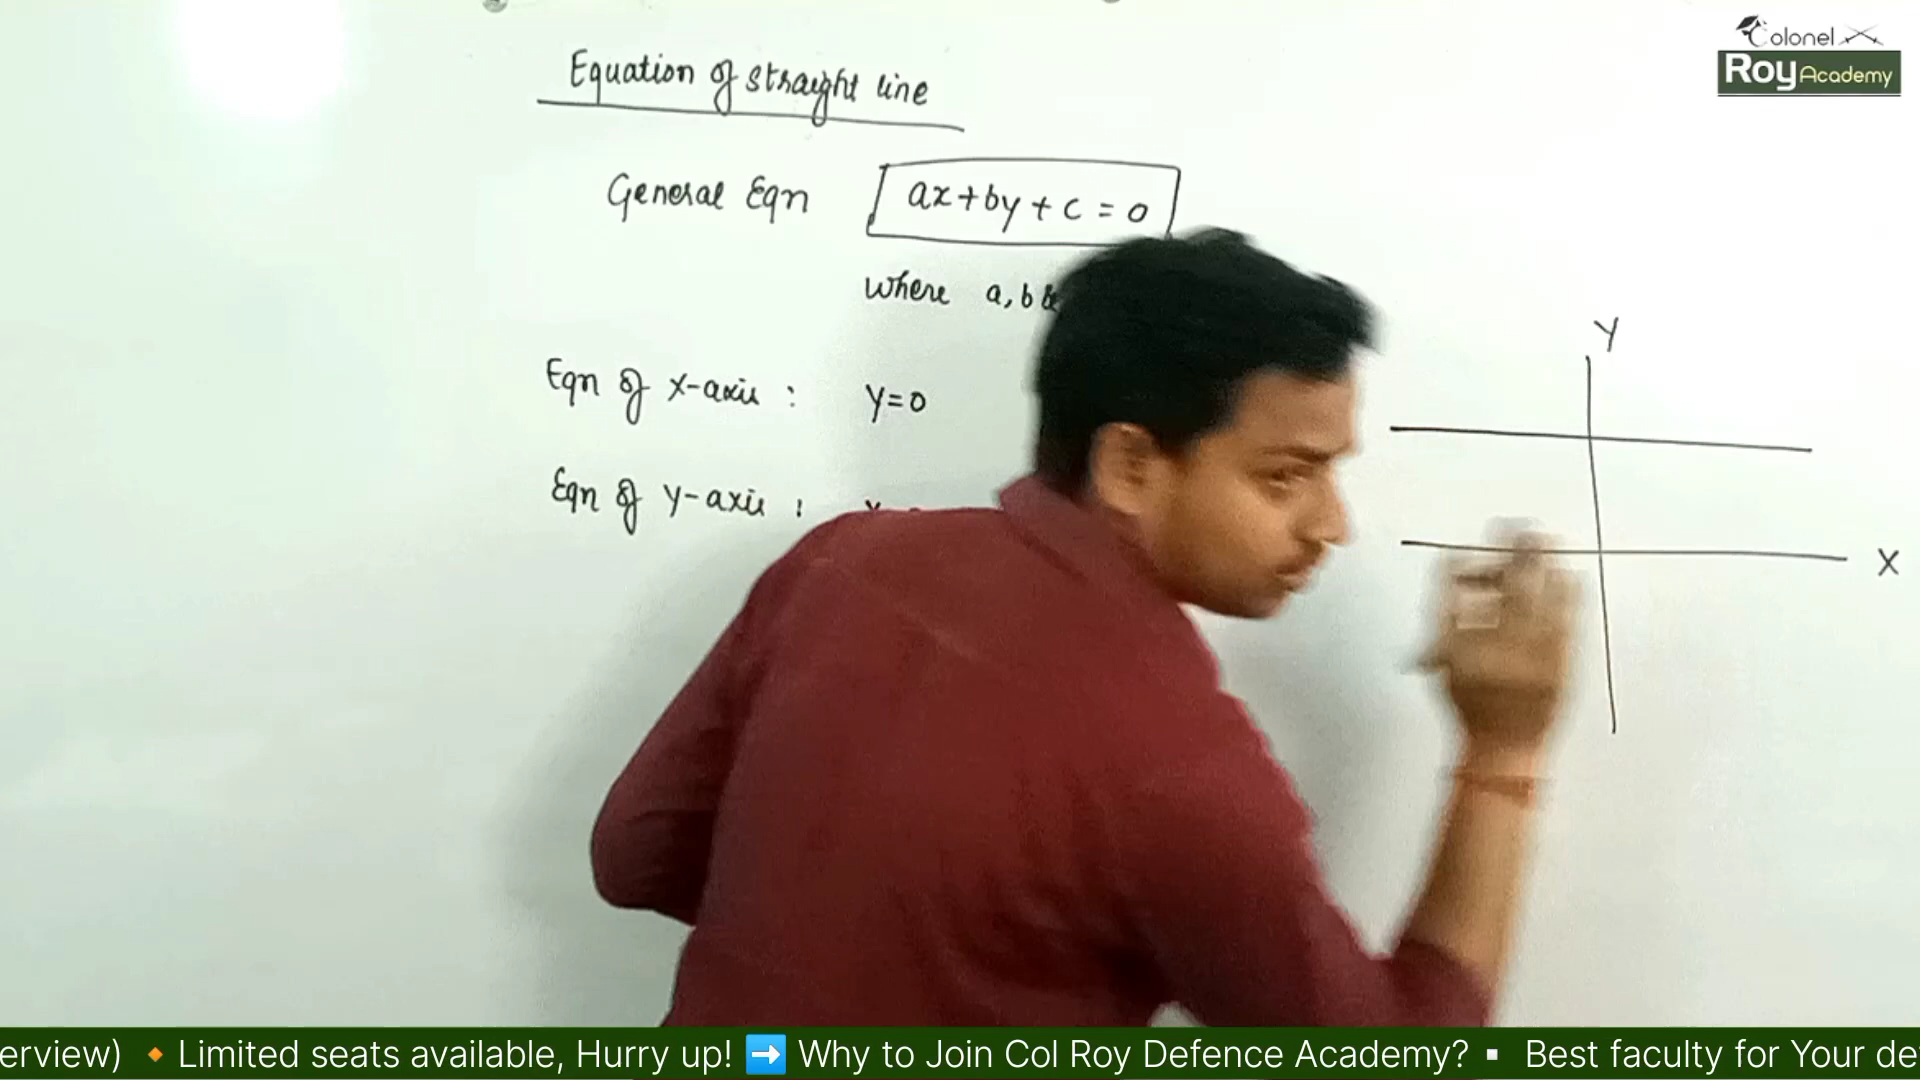 Colonel
Roy Academy
Equation of straight line
General Eqn ax+by+c=0
where a, b &
Eqn of x-axis : y=0
Eqn of y-axis :
Y
X
erview) 🔸Limited seats available, Hurry up! ➡️ Why to Join Col Roy Defence Academy?▫️ Best faculty for Your de